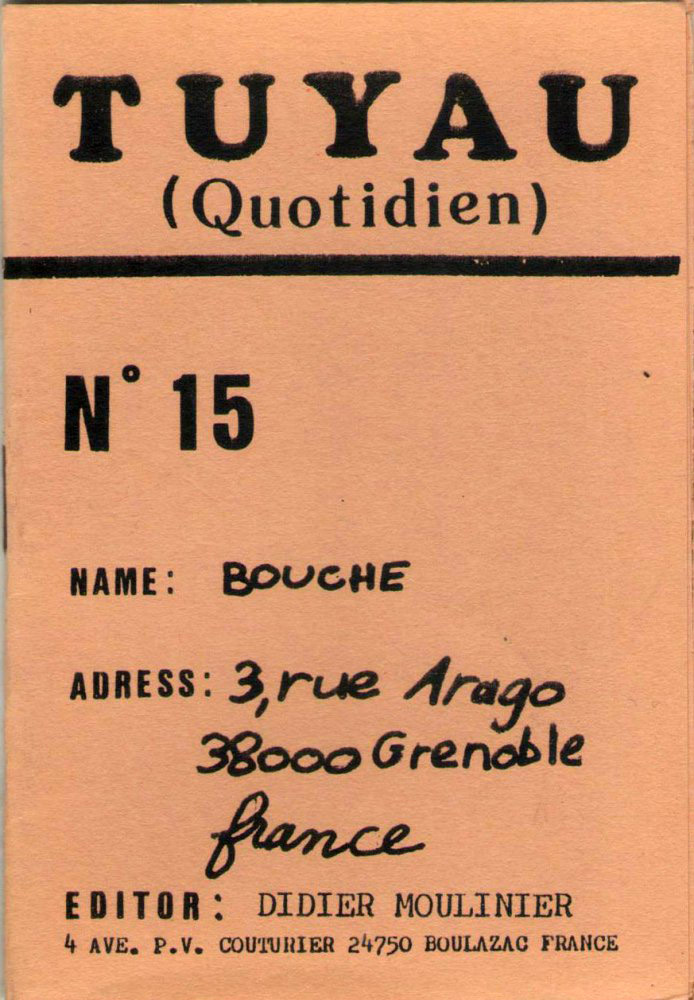 TUYAU
(Quotidien)
N° 15
NAME: BOUCHE
ADRESS: 3, rue Arago
38000 Grenoble
france
EDITOR: DIDIER MOULINIER
4 AVE. P.V. COUTURIER 24750 BOULAZAC FRANCE